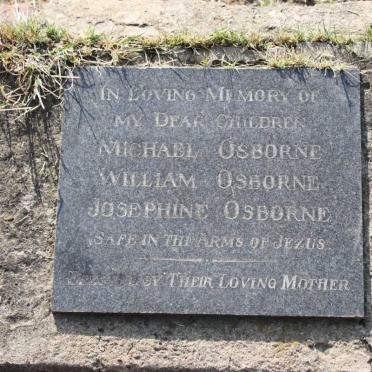 IN LOVING MEMORY OF
MY DEAR CHILDREN
MICHAEL OSBORNE
WILLIAM OSBORNE
JOSEPHINE OSBORNE
SAFE IN THE ARMS OF JEZUS
BY THEIR LOVING MOTHER